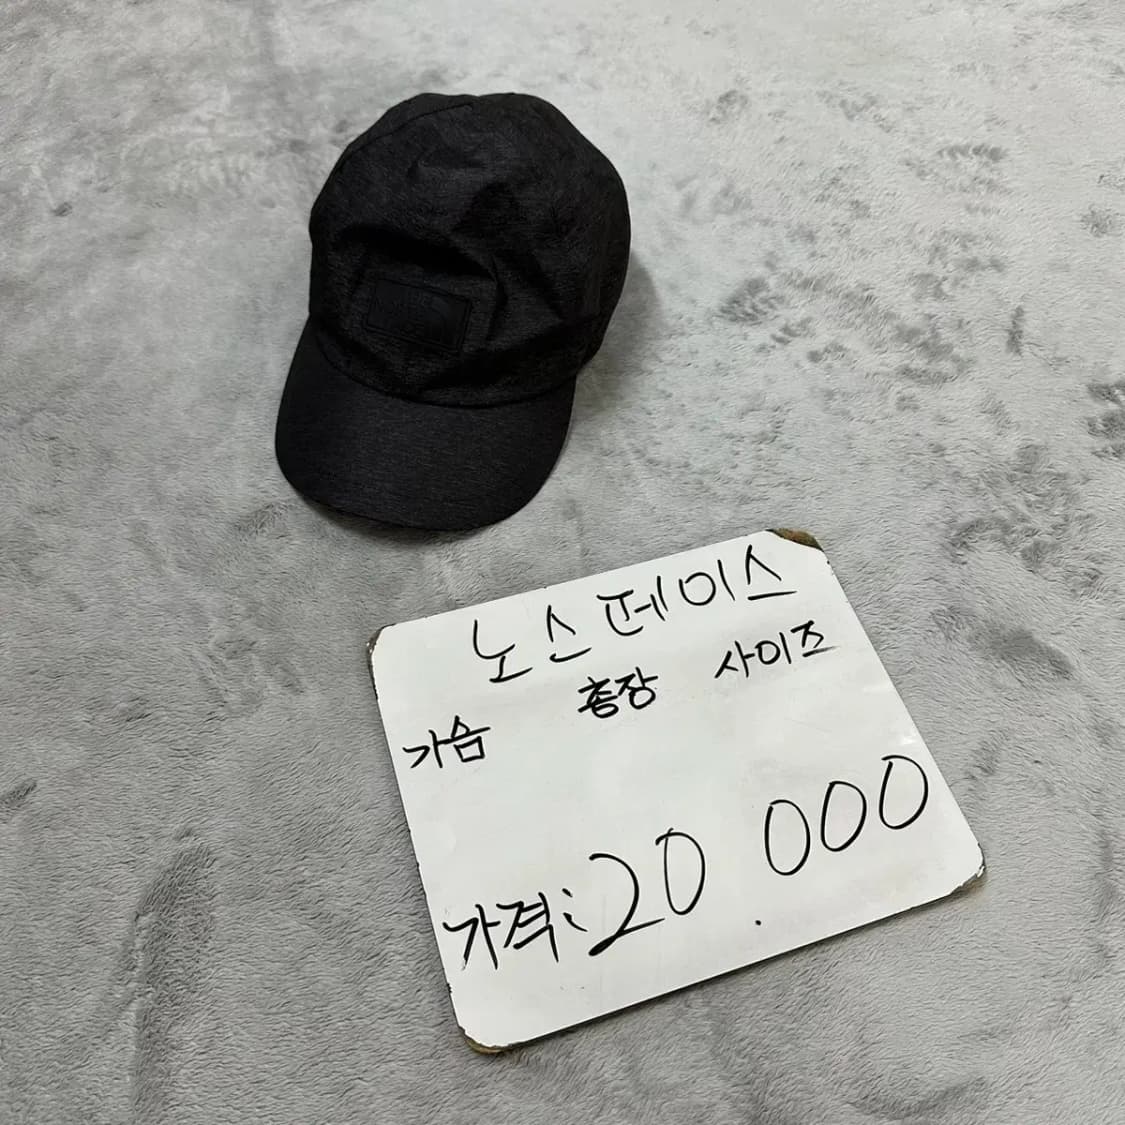 노스페이스
가슴 총장 사이즈
가격: 20.000